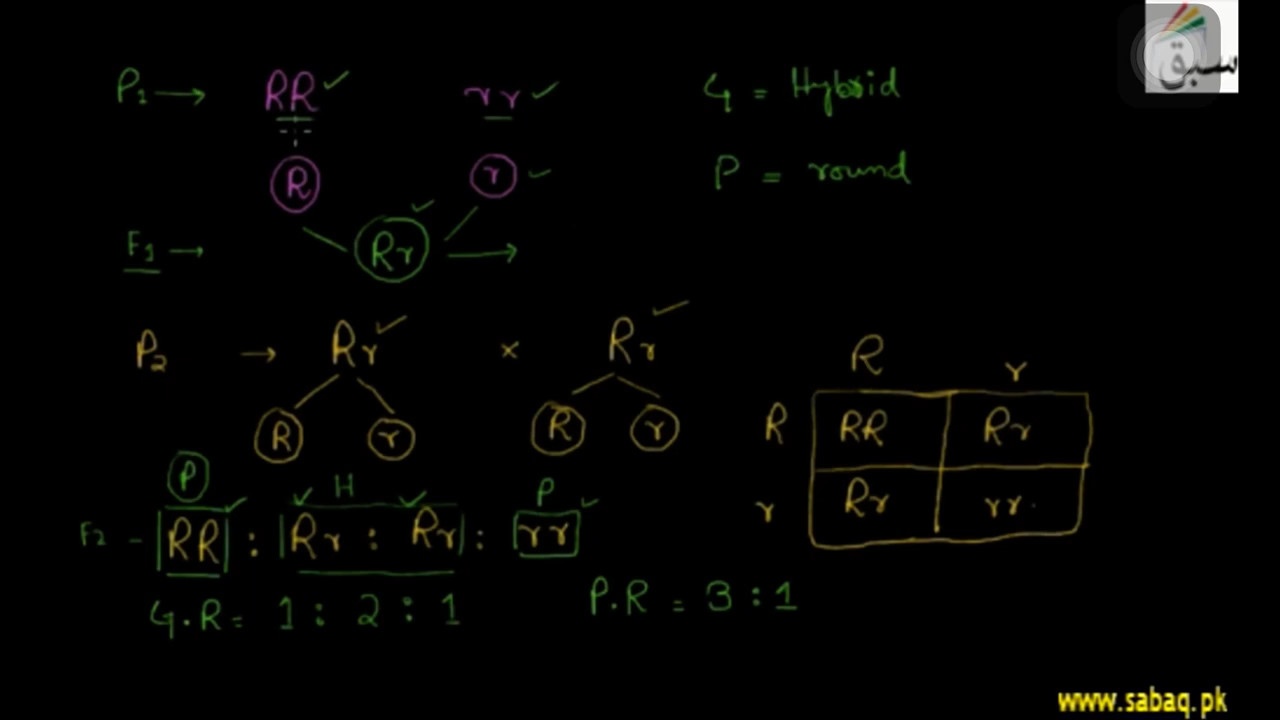 P1 → RR ✓ rr ✓ G = Hybrid
سبق
R r ✓ P = round
F1 → Rr ✓ →
P2 → Rr ✓ × Rr ✓
R r R r
R r
R RR Rr
r Rr rr
P H P
F2 - RR : Rr : Rr : rr
G.R = 1 : 2 : 1 P.R = 3 : 1
www.sabaq.pk